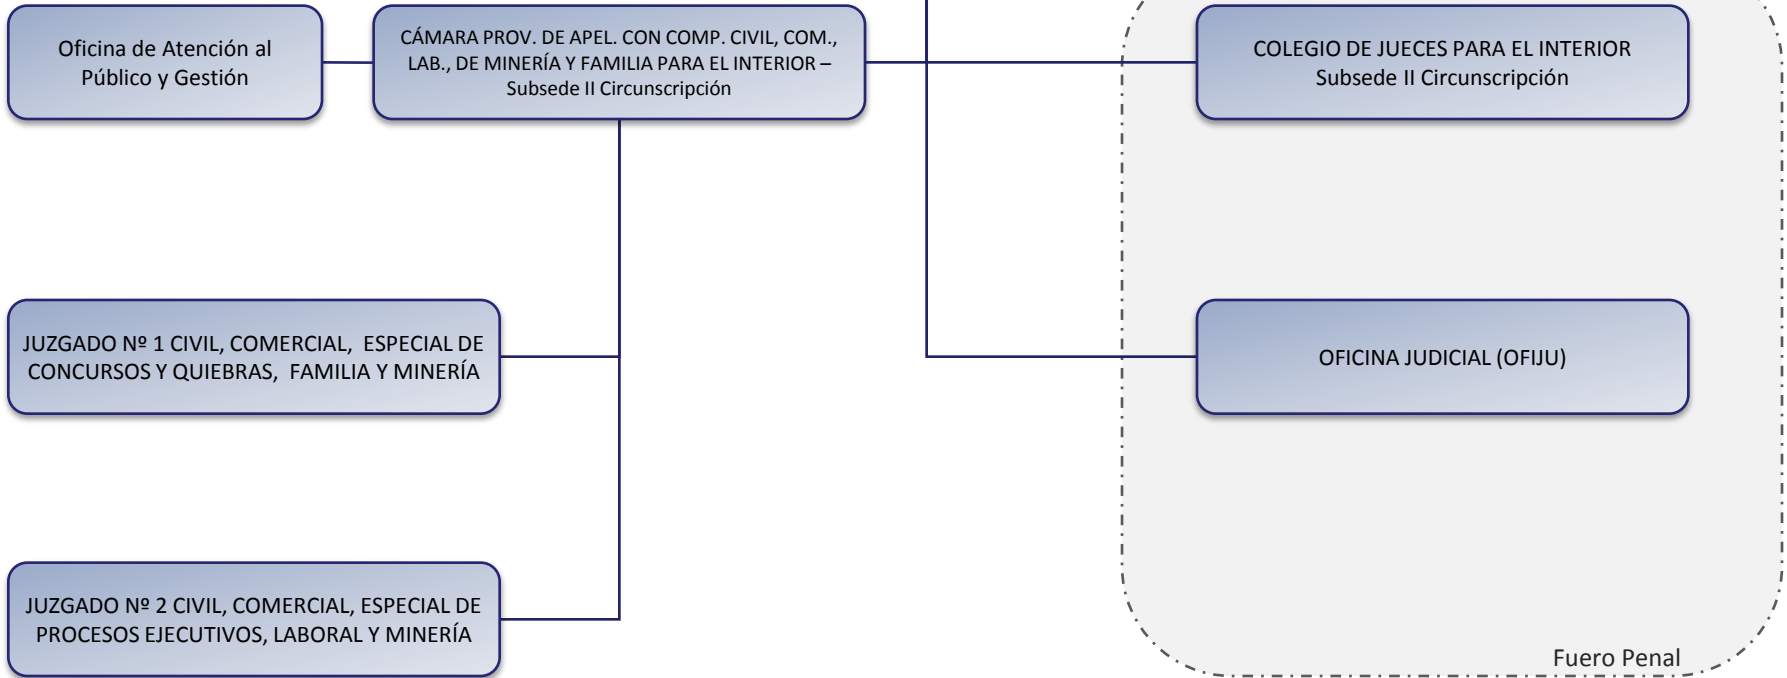 Oficina de Atención al
Público y Gestión
CÁMARA PROV. DE APEL. CON COMP. CIVIL, COM.,
LAB., DE MINERÍA Y FAMILIA PARA EL INTERIOR –
Subsede II Circunscripción
COLEGIO DE JUECES PARA EL INTERIOR
Subsede II Circunscripción
JUZGADO Nº 1 CIVIL, COMERCIAL, ESPECIAL DE
CONCURSOS Y QUIEBRAS, FAMILIA Y MINERÍA
OFICINA JUDICIAL (OFIJU)
JUZGADO Nº 2 CIVIL, COMERCIAL, ESPECIAL DE
PROCESOS EJECUTIVOS, LABORAL Y MINERÍA
Fuero Penal